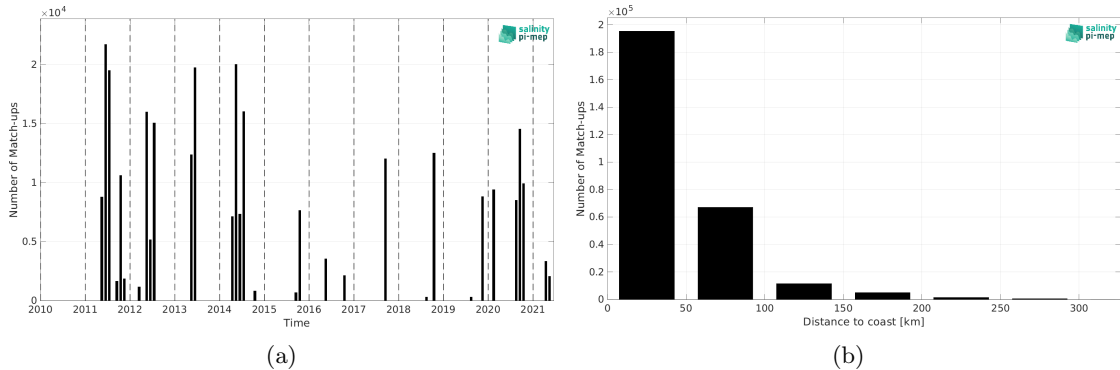 ×10⁴
salinity
pi-mep
Number of Match-ups
2
1.5
1
0.5
0
2010 2011 2012 2013 2014 2015 2016 2017 2018 2019 2020 2021
Time
(a)
×10⁵
salinity
pi-mep
Number of Match-ups
2
1.8
1.6
1.4
1.2
1
0.8
0.6
0.4
0.2
0
0 50 100 150 200 250 300
Distance to coast [km]
(b)